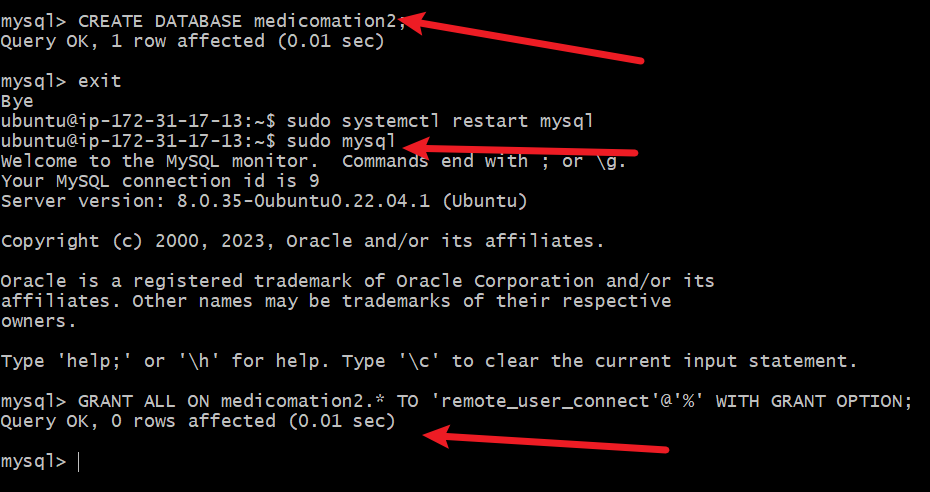 mysql> CREATE DATABASE medicomation2;
Query OK, 1 row affected (0.01 sec)
mysql> exit
Bye
ubuntu@ip-172-31-17-13:~$ sudo systemctl restart mysql
ubuntu@ip-172-31-17-13:~$ sudo mysql
Welcome to the MySQL monitor.  Commands end with ; or \g.
Your MySQL connection id is 9
Server version: 8.0.35-0ubuntu0.22.04.1 (Ubuntu)
Copyright (c) 2000, 2023, Oracle and/or its affiliates.
Oracle is a registered trademark of Oracle Corporation and/or its
affiliates. Other names may be trademarks of their respective
owners.
Type 'help;' or '\h' for help. Type '\c' to clear the current input statement.
mysql> GRANT ALL ON medicomation2.* TO 'remote_user_connect'@'%' WITH GRANT OPTION;
Query OK, 0 rows affected (0.01 sec)
mysql>